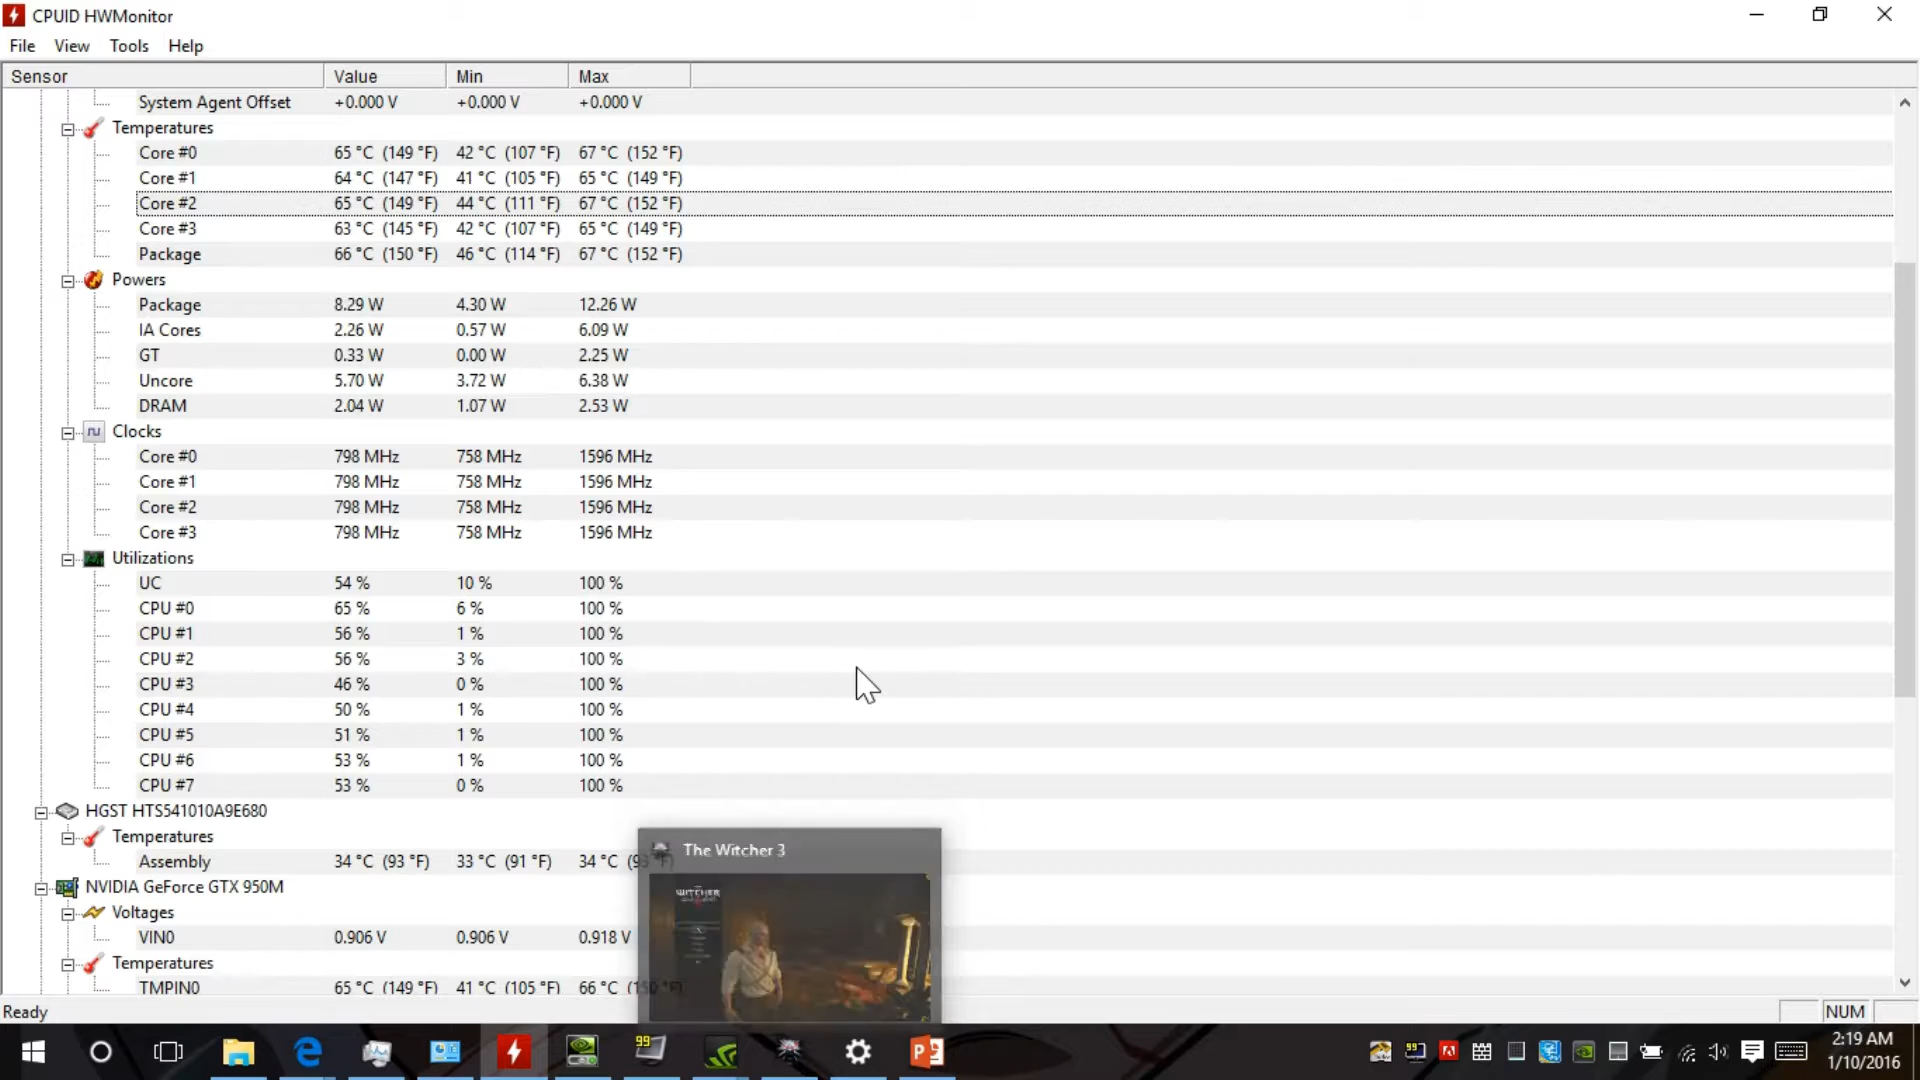 CPUID HWMonitor
File View Tools Help
Sensor Value Min Max
System Agent Offset +0.000 V +0.000 V +0.000 V
Temperatures
Core #0 65 °C (149 °F) 42 °C (107 °F) 67 °C (152 °F)
Core #1 64 °C (147 °F) 41 °C (105 °F) 65 °C (149 °F)
Core #2 65 °C (149 °F) 44 °C (111 °F) 67 °C (152 °F)
Core #3 63 °C (145 °F) 42 °C (107 °F) 65 °C (149 °F)
Package 66 °C (150 °F) 46 °C (114 °F) 67 °C (152 °F)
Powers
Package 8.29 W 4.30 W 12.26 W
IA Cores 2.26 W 0.57 W 6.09 W
GT 0.33 W 0.00 W 2.25 W
Uncore 5.70 W 3.72 W 6.38 W
DRAM 2.04 W 1.07 W 2.53 W
Clocks
Core #0 798 MHz 758 MHz 1596 MHz
Core #1 798 MHz 758 MHz 1596 MHz
Core #2 798 MHz 758 MHz 1596 MHz
Core #3 798 MHz 758 MHz 1596 MHz
Utilizations
UC 54 % 10 % 100 %
CPU #0 65 % 6 % 100 %
CPU #1 56 % 1 % 100 %
CPU #2 56 % 3 % 100 %
CPU #3 46 % 0 % 100 %
CPU #4 50 % 1 % 100 %
CPU #5 51 % 1 % 100 %
CPU #6 53 % 1 % 100 %
CPU #7 53 % 0 % 100 %
HGST HTS541010A9E680
Temperatures
The Witcher 3
Assembly 34 °C (93 °F) 33 °C (91 °F) 34 °C (93 °F)
NVIDIA GeForce GTX 950M
WITCHER
Voltages
VIN0 0.906 V 0.906 V 0.918 V
Temperatures
TMPIN0 65 °C (149 °F) 41 °C (105 °F) 66 °C (150 °F)
Ready NUM
99
99
2:19 AM
1/10/2016